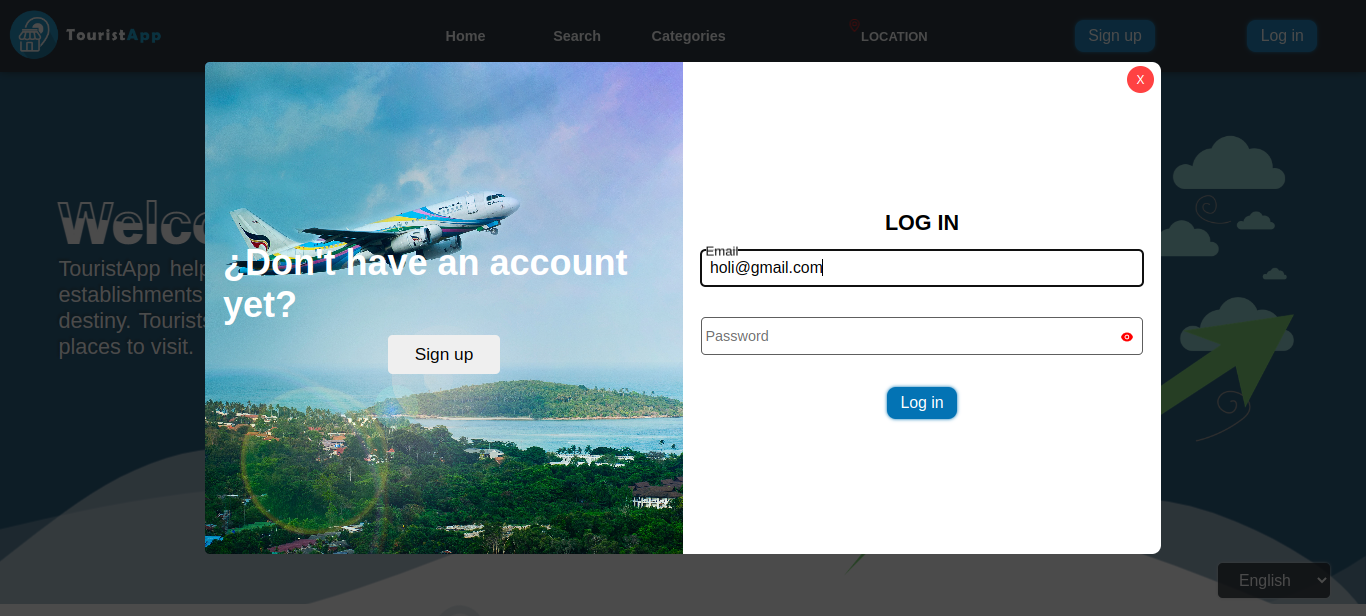 TouristApp
Home
Search
Categories
LOCATION
Sign up
Log in
X
Welco
TouristApp help
establishments
destiny. Tourists
places to visit.
¿Don't have an account
yet?
Sign up
LOG IN
Email
holi@gmail.com
Password
Log in
English